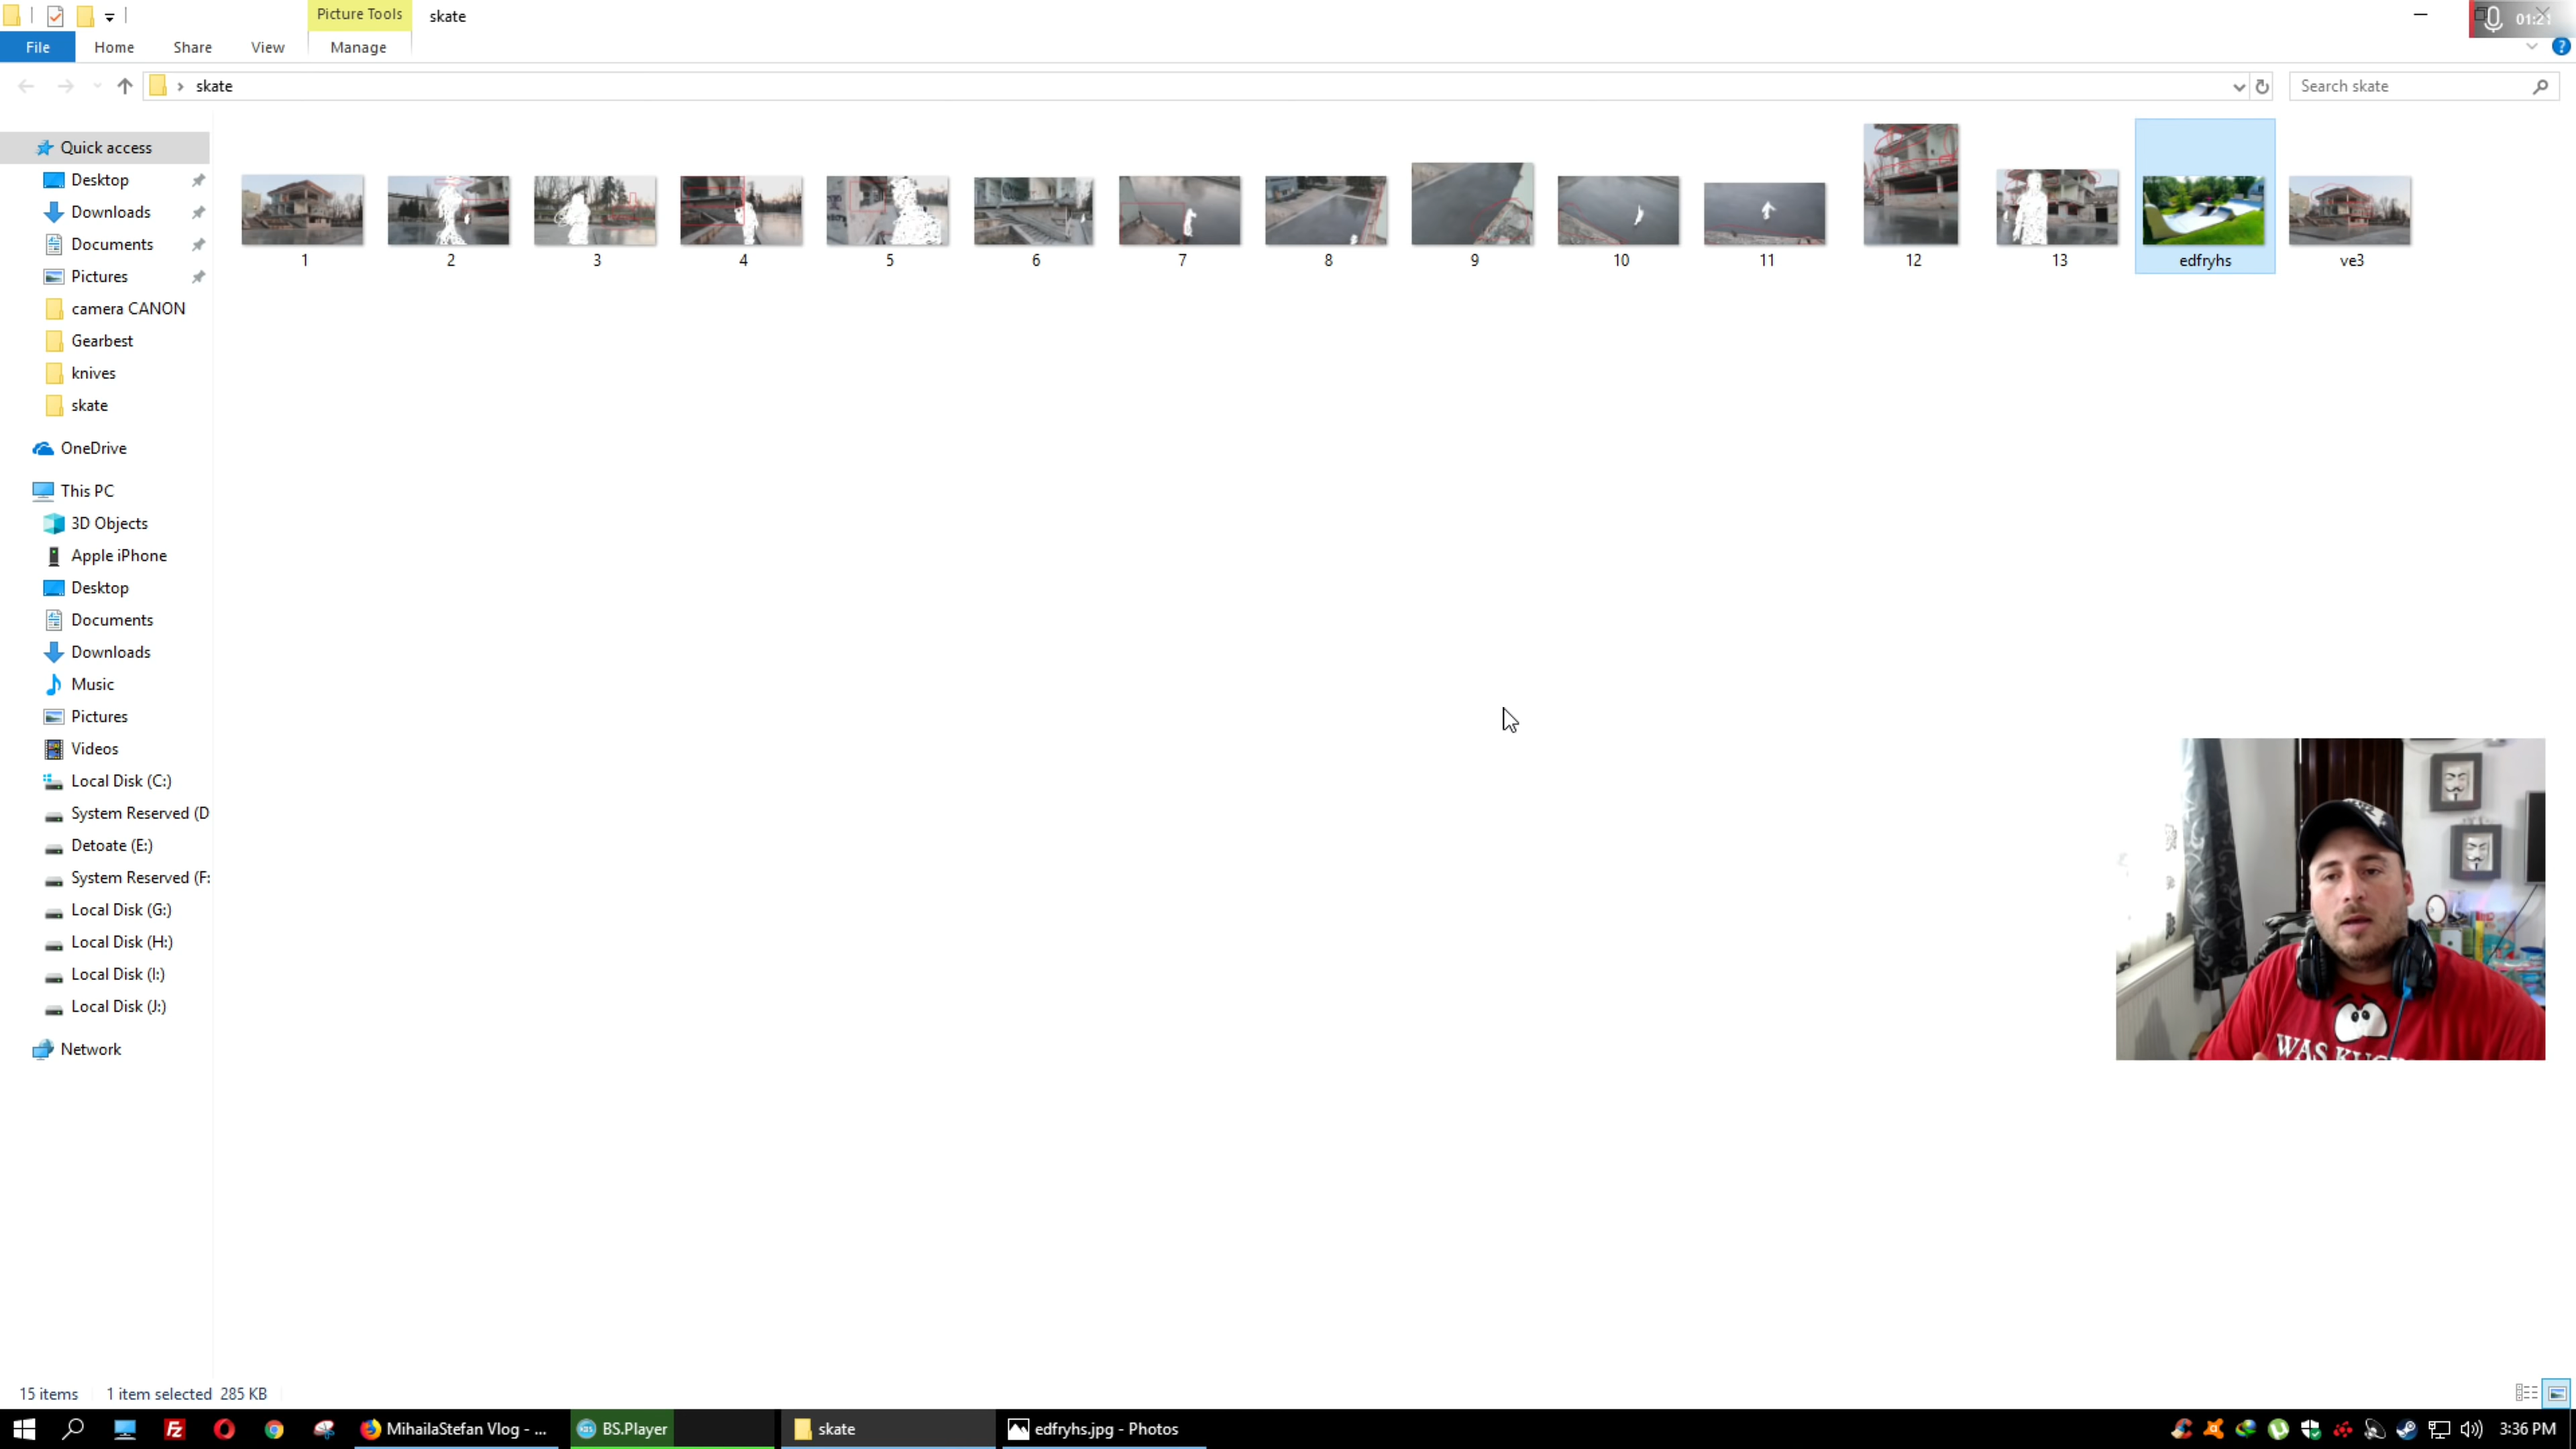 Picture Tools
skate
01:21
File
Home
Share
View
Manage
skate
Search skate
Quick access
Desktop
Downloads
Documents
Pictures
camera CANON
Gearbest
knives
skate
OneDrive
This PC
3D Objects
Apple iPhone
Desktop
Documents
Downloads
Music
Pictures
Videos
Local Disk (C:)
System Reserved (D
Detoate (E:)
System Reserved (F:
Local Disk (G:)
Local Disk (H:)
Local Disk (I:)
Local Disk (J:)
Network
1
2
3
4
5
6
7
8
9
10
11
12
13
edfryhs
ve3
WAS
15 items
1 item selected 285 KB
MihailaStefan Vlog - ...
BS.Player
skate
edfryhs.jpg - Photos
3:36 PM